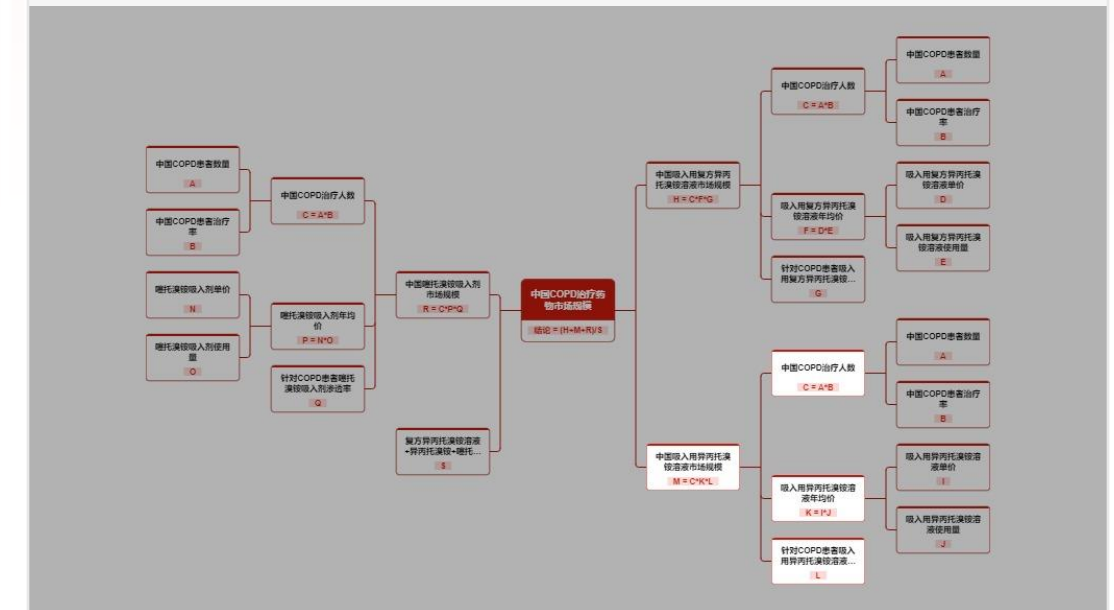 中国COPD患者数量
A
中国COPD患者治疗
率
B
中国COPD治疗人数
C = A*B
噻托溴铵吸入剂单价
N
噻托溴铵吸入剂使用
量
O
噻托溴铵吸入剂年均
价
P = N*O
针对COPD患者噻托
溴铵吸入剂渗透率
Q
中国噻托溴铵吸入剂
市场规模
R = C*P*Q
复方异丙托溴铵溶液
+异丙托溴铵+噻托...
S
中国COPD治疗药
物市场规模
结论 = (H+M+R)/S
中国吸入用复方异丙
托溴铵溶液市场规模
H = C*F*G
中国COPD治疗人数
C = A*B
中国COPD患者数量
A
中国COPD患者治疗
率
B
吸入用复方异丙托溴
铵溶液年均价
F = D*E
吸入用复方异丙托溴
铵溶液单价
D
吸入用复方异丙托溴
铵溶液使用量
E
针对COPD患者吸入
用复方异丙托溴铵...
G
中国吸入用异丙托溴
铵溶液市场规模
M = C*K*L
中国COPD治疗人数
C = A*B
中国COPD患者数量
A
中国COPD患者治疗
率
B
吸入用异丙托溴铵溶
液年均价
K = I*J
吸入用异丙托溴铵溶
液单价
I
吸入用异丙托溴铵溶
液使用量
J
针对COPD患者吸入
用异丙托溴铵溶液...
L